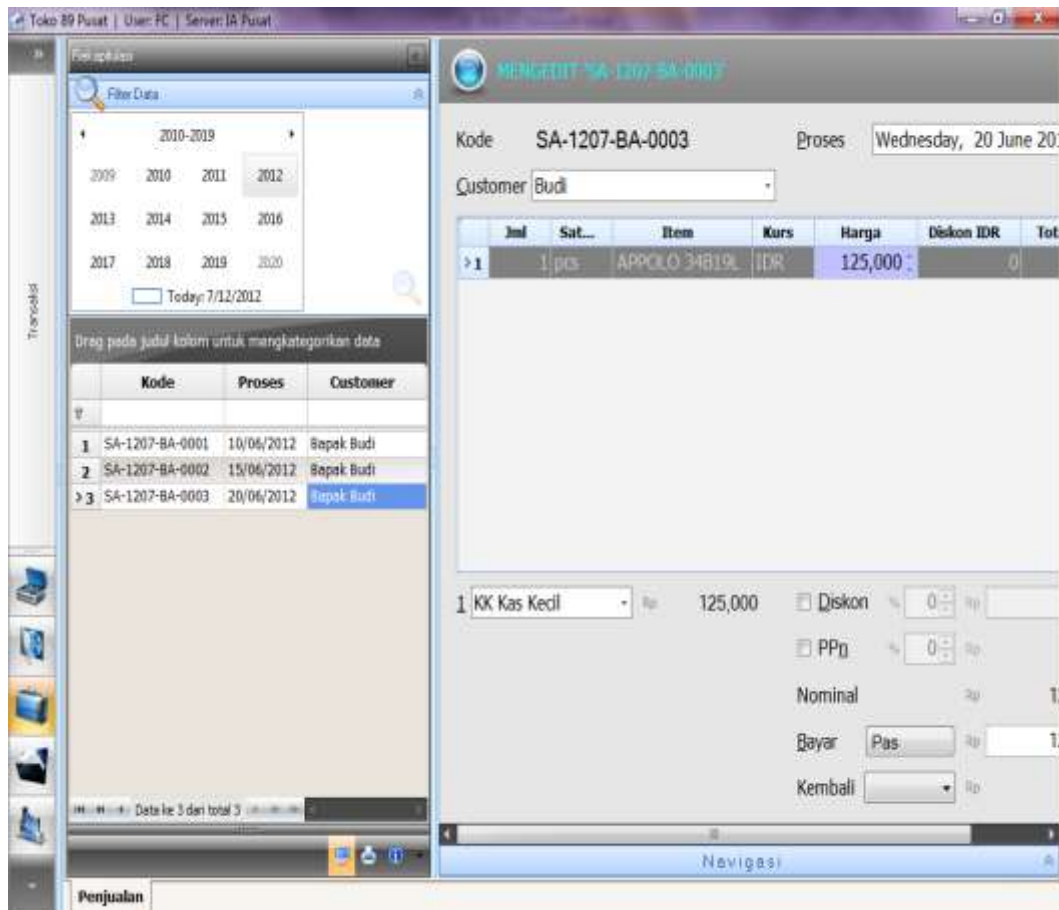 Toko 89 Pusat | User: PC | Server: IA Pusat
Rekapitulasi
Filter Data
2010-2019
2009 2010 2011 2012
2013 2014 2015 2016
2017 2018 2019 2020
Today: 7/12/2012
Transaksi
Drag pada judul kolom untuk mengkategorikan data
Kode Proses Customer
1 SA-1207-BA-0001 10/06/2012 Bapak Budi
2 SA-1207-BA-0002 15/06/2012 Bapak Budi
3 SA-1207-BA-0003 20/06/2012 Bapak Budi
Data ke 3 dari total 3
Penjualan
MENGEDIT "SA-1207-BA-0003"
Kode SA-1207-BA-0003 Proses Wednesday, 20 June 20
Customer Budi
Jml Sat... Item Kurs Harga Diskon IDR Tot
1 1 pcs APPOLO 34B19L IDR 125,000 0
1 KK Kas Kecil Rp 125,000 Diskon % 0 Rp
PPn % 0 Rp
Nominal Rp
Bayar Pas Rp
Kembali Rp
Navigasi